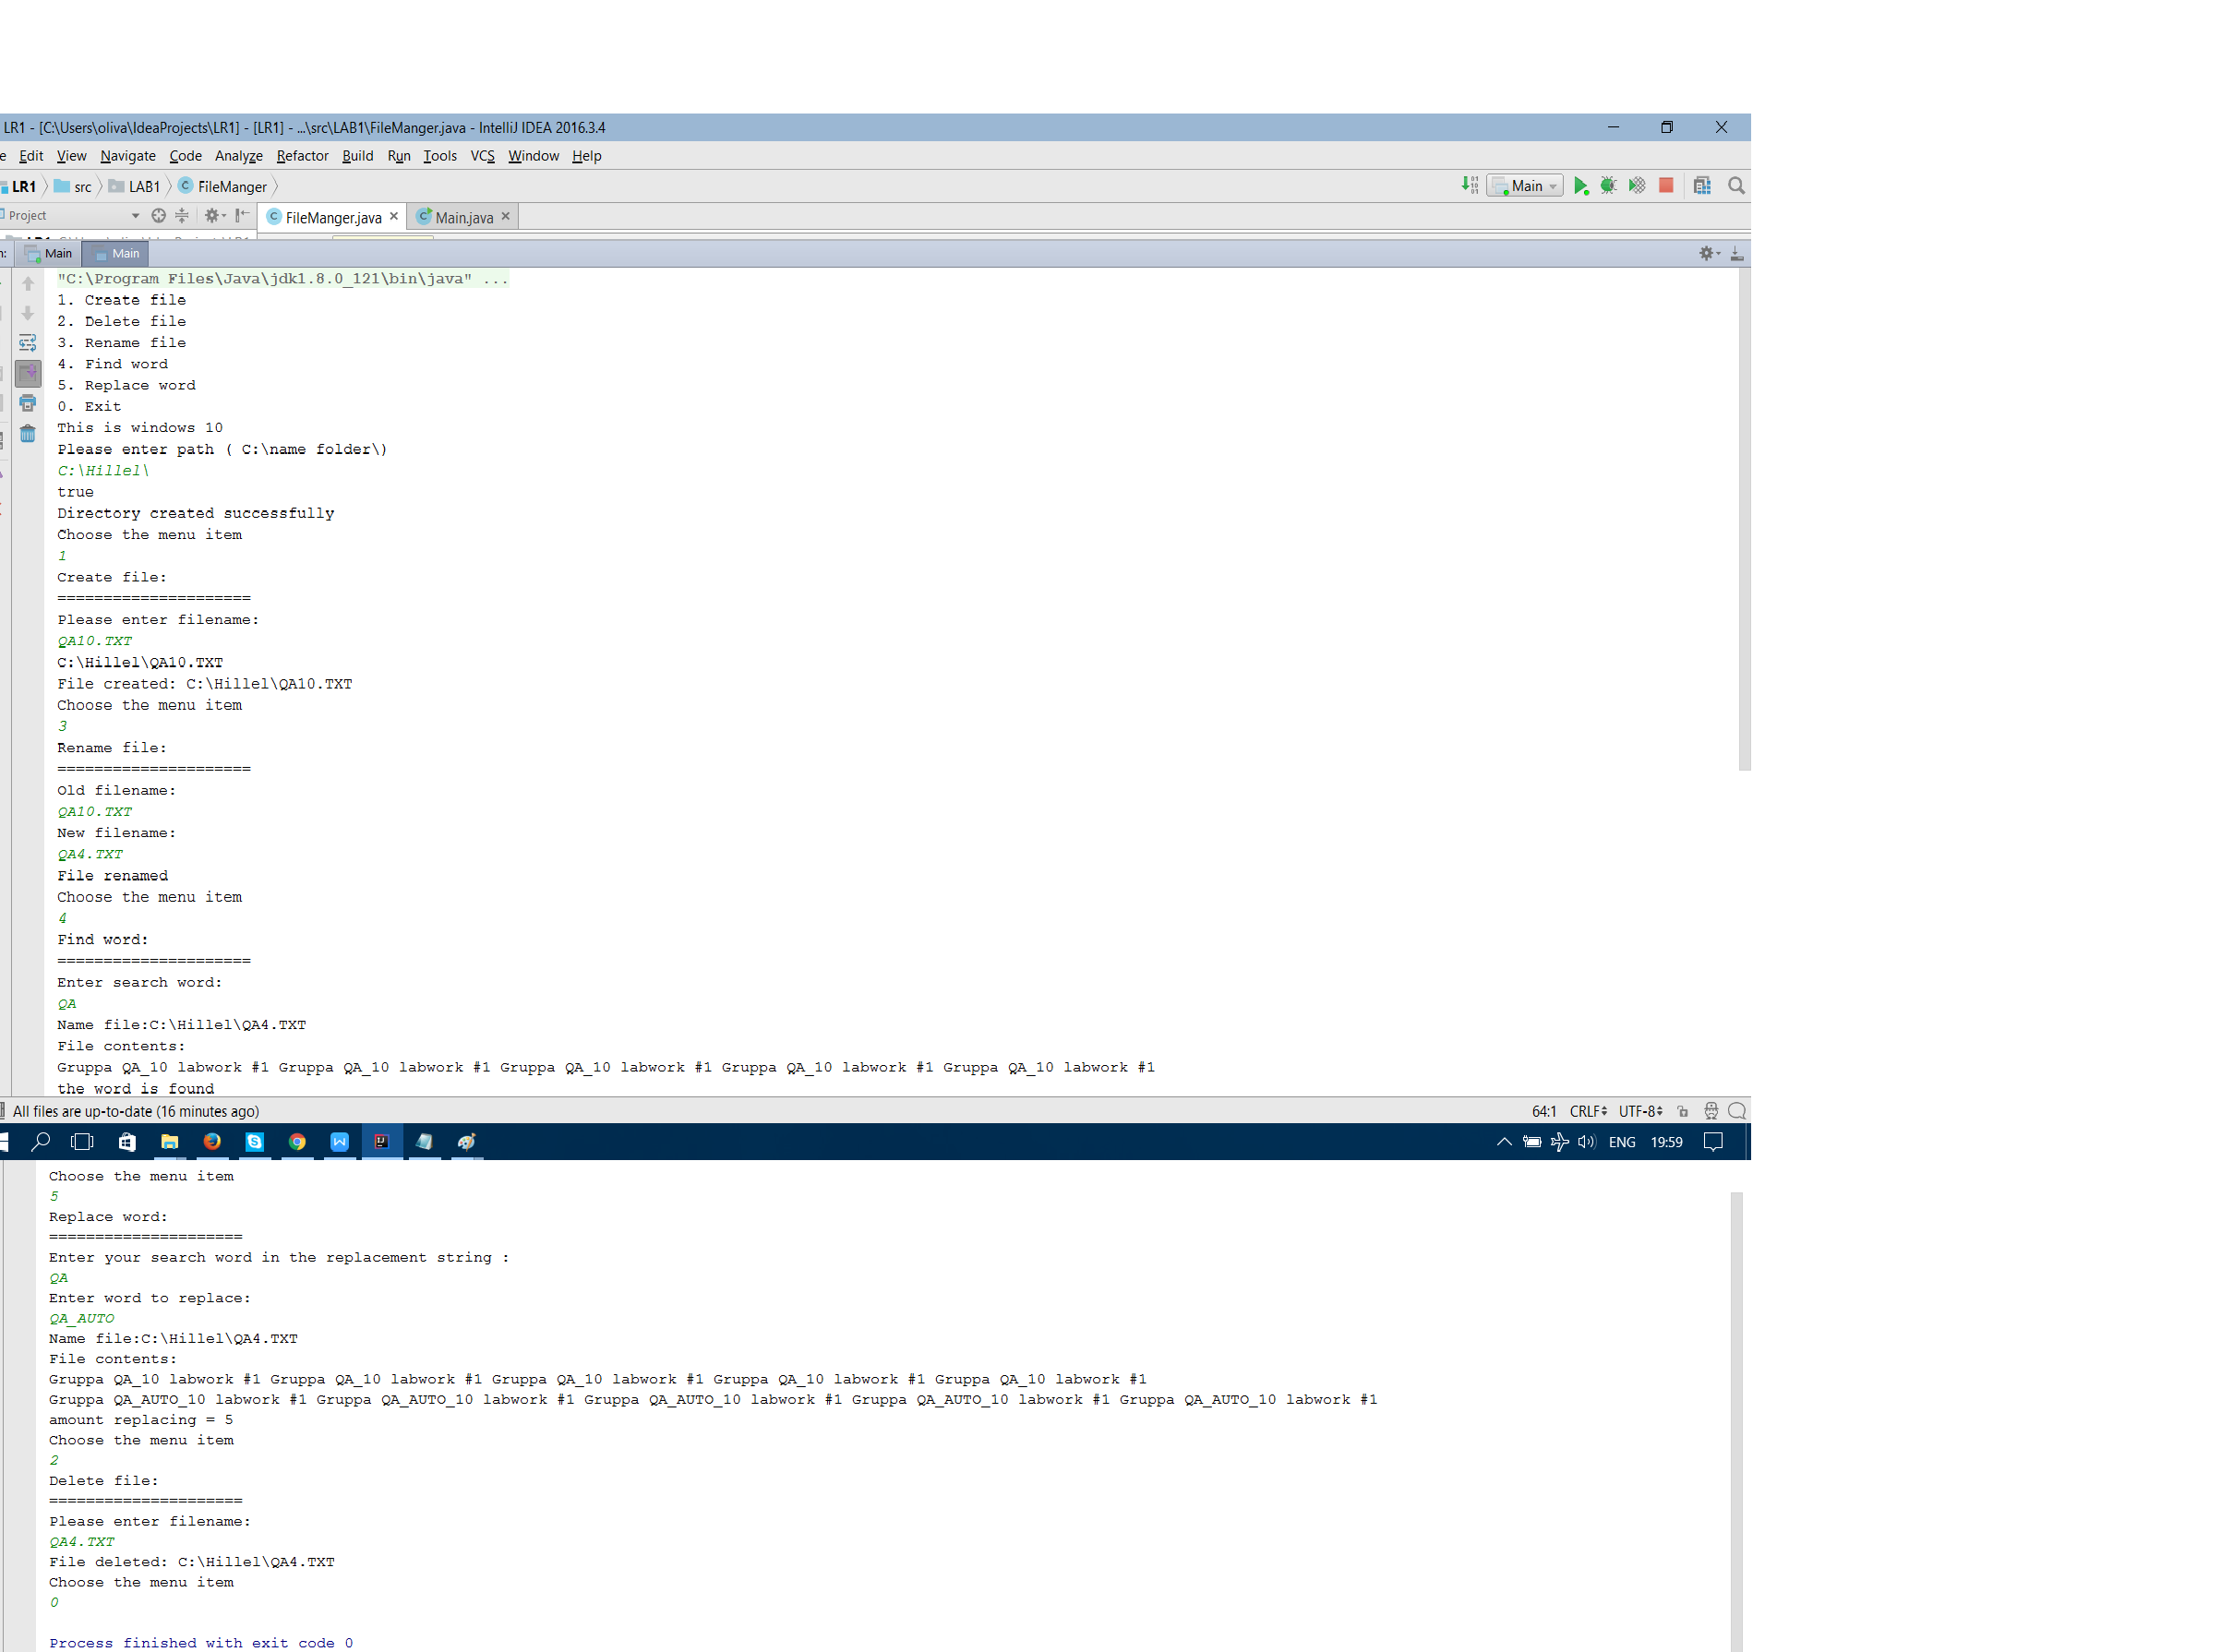 LR1 - [C:\Users\oliva\IdeaProjects\LR1] - [LR1] - ...\src\LAB1\FileManger.java - IntelliJ IDEA 2016.3.4
Edit View Navigate Code Analyze Refactor Build Run Tools VCS Window Help
LR1 src LAB1 FileManger Main
Project FileManger.java Main.java
Main Main
"C:\Program Files\Java\jdk1.8.0_121\bin\java" ...
1. Create file
2. Delete file
3. Rename file
4. Find word
5. Replace word
0. Exit
This is windows 10
Please enter path ( C:\name folder\)
C:\Hillel\
true
Directory created successfully
Choose the menu item
1
Create file:
=====================
Please enter filename:
QA10.TXT
C:\Hillel\QA10.TXT
File created: C:\Hillel\QA10.TXT
Choose the menu item
3
Rename file:
=====================
Old filename:
QA10.TXT
New filename:
QA4.TXT
File renamed
Choose the menu item
4
Find word:
=====================
Enter search word:
QA
Name file:C:\Hillel\QA4.TXT
File contents:
Gruppa QA_10 labwork #1 Gruppa QA_10 labwork #1 Gruppa QA_10 labwork #1 Gruppa QA_10 labwork #1 Gruppa QA_10 labwork #1
the word is found
All files are up-to-date (16 minutes ago) 64:1 CRLF UTF-8
ENG 19:59
Choose the menu item
5
Replace word:
=====================
Enter your search word in the replacement string :
QA
Enter word to replace:
QA_AUTO
Name file:C:\Hillel\QA4.TXT
File contents:
Gruppa QA_10 labwork #1 Gruppa QA_10 labwork #1 Gruppa QA_10 labwork #1 Gruppa QA_10 labwork #1 Gruppa QA_10 labwork #1
Gruppa QA_AUTO_10 labwork #1 Gruppa QA_AUTO_10 labwork #1 Gruppa QA_AUTO_10 labwork #1 Gruppa QA_AUTO_10 labwork #1 Gruppa QA_AUTO_10 labwork #1
amount replacing = 5
Choose the menu item
2
Delete file:
=====================
Please enter filename:
QA4.TXT
File deleted: C:\Hillel\QA4.TXT
Choose the menu item
0
Process finished with exit code 0